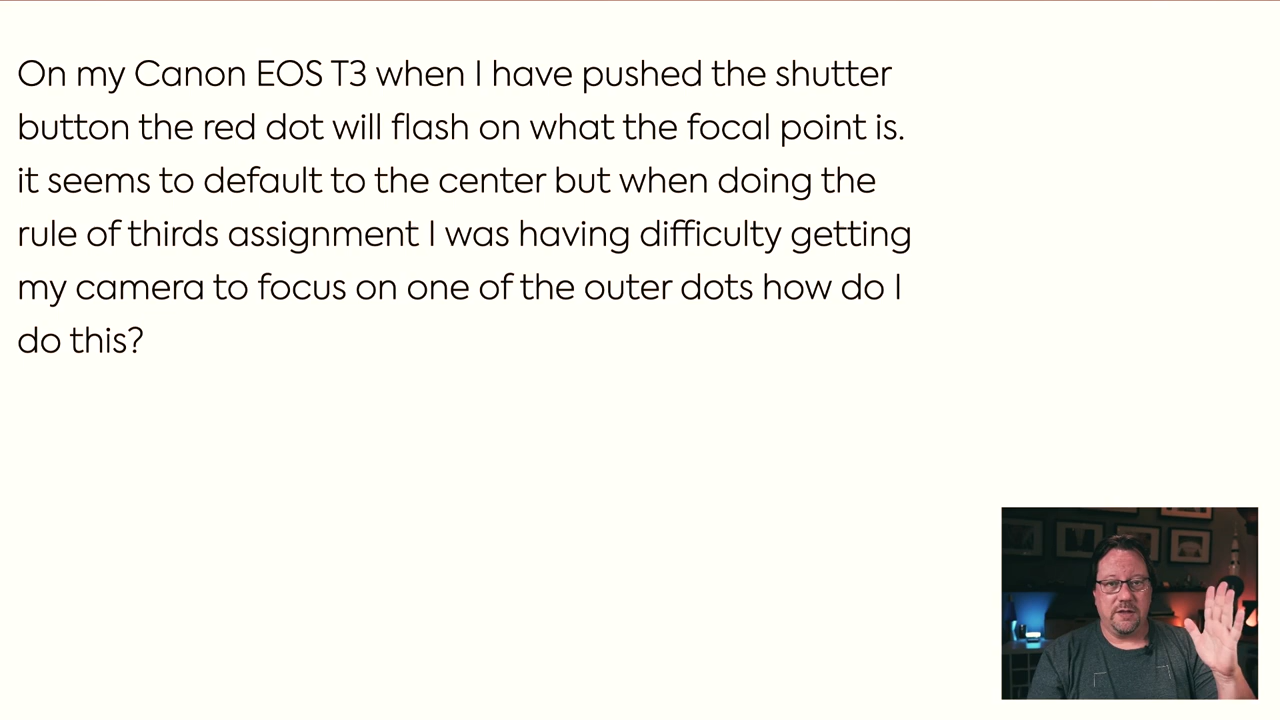 On my Canon EOS T3 when I have pushed the shutter
button the red dot will flash on what the focal point is.
it seems to default to the center but when doing the
rule of thirds assignment I was having difficulty getting
my camera to focus on one of the outer dots how do I
do this?